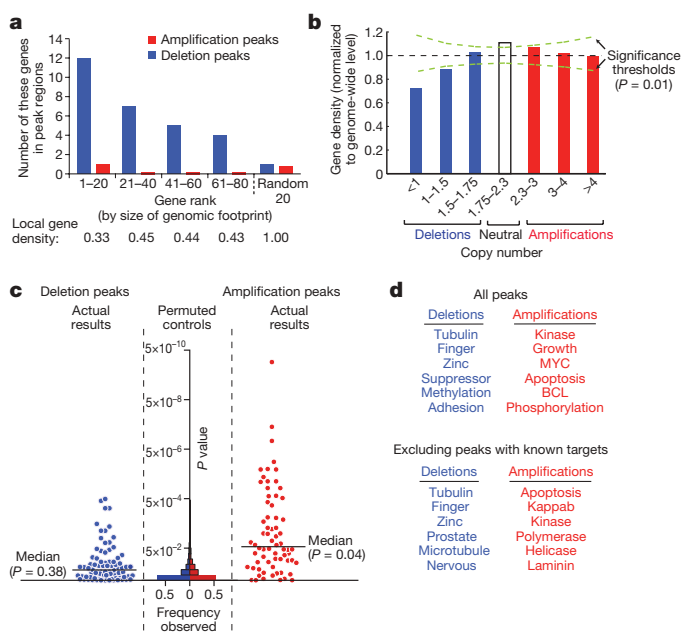 a
Amplification peaks
Deletion peaks
Number of these genes
in peak regions
14
12
10
8
6
4
2
0
1–20 21–40 41–60 61–80 Random
20
Gene rank
(by size of genomic footprint)
Local gene
density: 0.33 0.45 0.44 0.43 1.00
b
Gene density (normalized
to genome-wide level)
1.2
1.0
0.8
0.6
0.4
0.2
0
Significance
thresholds
(P = 0.01)
<1 1–1.5 1.5–1.75 1.75–2.3 2.3–3 3–4 >4
Deletions Neutral Amplifications
Copy number
c
Deletion peaks
Actual
results
Permuted
controls
Amplification peaks
Actual
results
5×10–10
5×10–8
5×10–6
5×10–4
5×10–2
P value
Median
(P = 0.38)
Median
(P = 0.04)
0.5 0 0.5
Frequency
observed
d
All peaks
Deletions Amplifications
Tubulin Kinase
Finger Growth
Zinc MYC
Suppressor Apoptosis
Methylation BCL
Adhesion Phosphorylation
Excluding peaks with known targets
Deletions Amplifications
Tubulin Apoptosis
Finger Kappab
Zinc Kinase
Prostate Polymerase
Microtubule Helicase
Nervous Laminin